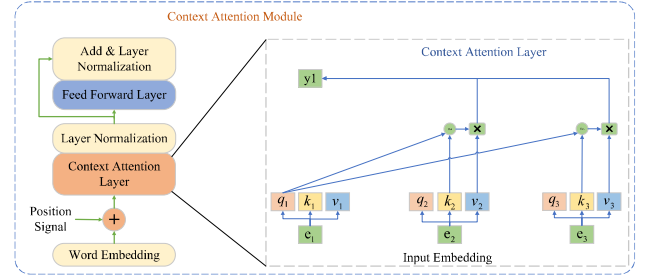 Context Attention Module
Add & Layer
Normalization
Feed Forward Layer
Layer Normalization
Context Attention
Layer
Position
Signal
+
Word Embedding
Context Attention Layer
y1
~ × ~ ×
q1 k1 v1 q2 k2 v2 q3 k3 v3
e1 e2 e3
Input Embedding